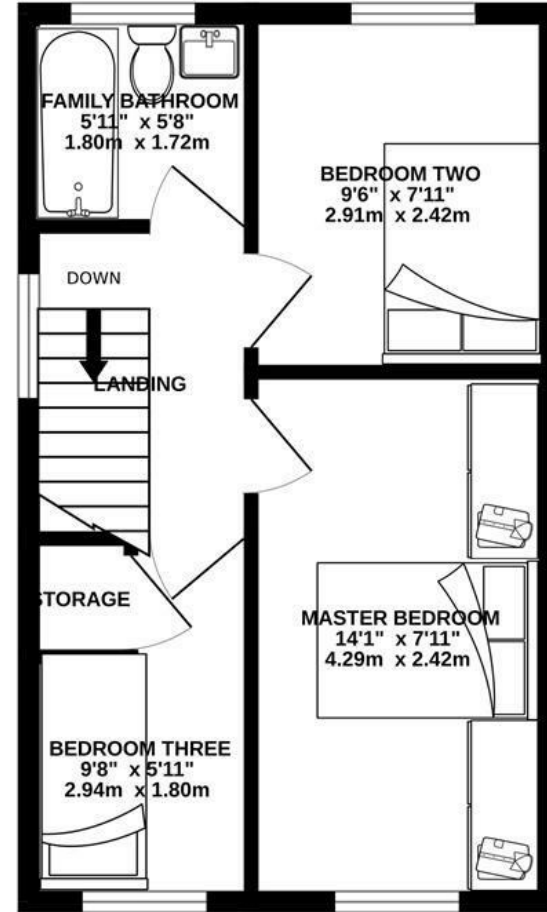 FAMILY BATHROOM
5'11" x 5'8"
1.80m x 1.72m
BEDROOM TWO
9'6" x 7'11"
2.91m x 2.42m
DOWN
LANDING
STORAGE
MASTER BEDROOM
14'1" x 7'11"
4.29m x 2.42m
BEDROOM THREE
9'8" x 5'11"
2.94m x 1.80m